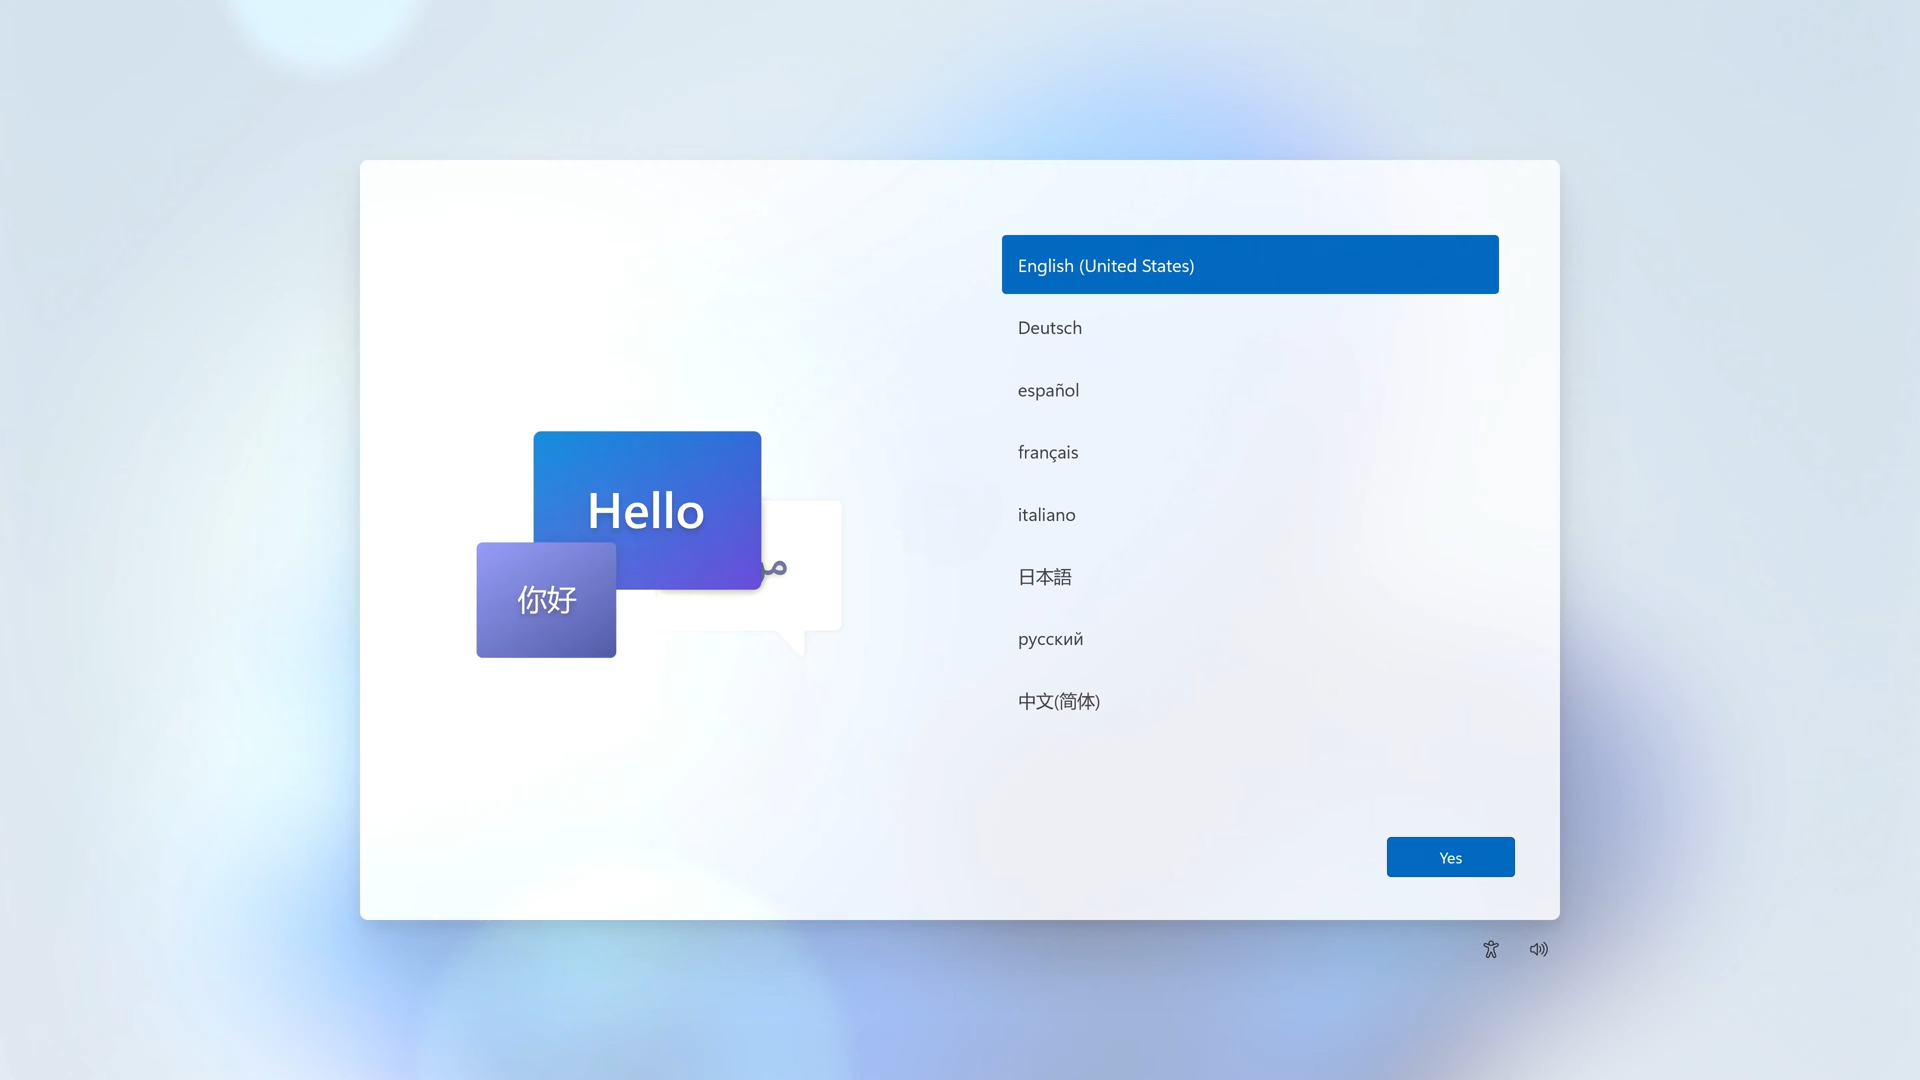 Hello
你好
English (United States)
Deutsch
español
français
italiano
日本語
русский
中文(简体)
Yes